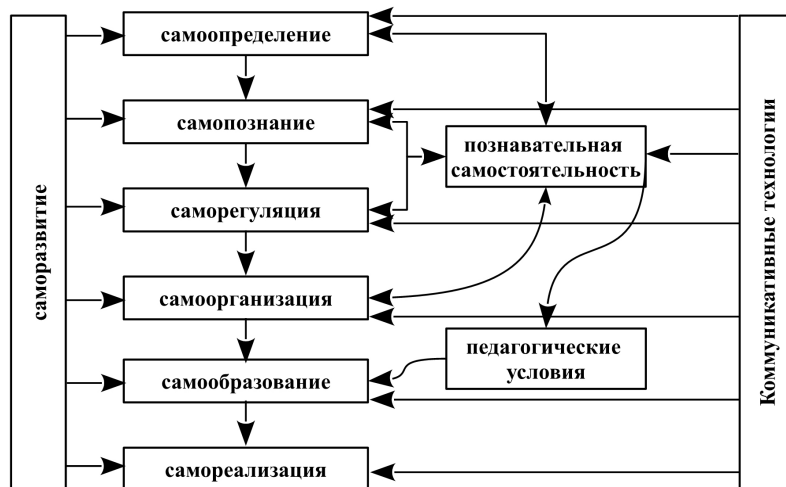 саморазвитие
самоопределение
самопознание
саморегуляция
самоорганизация
самообразование
самореализация
познавательная
самостоятельность
педагогические
условия
Коммуникативные технологии